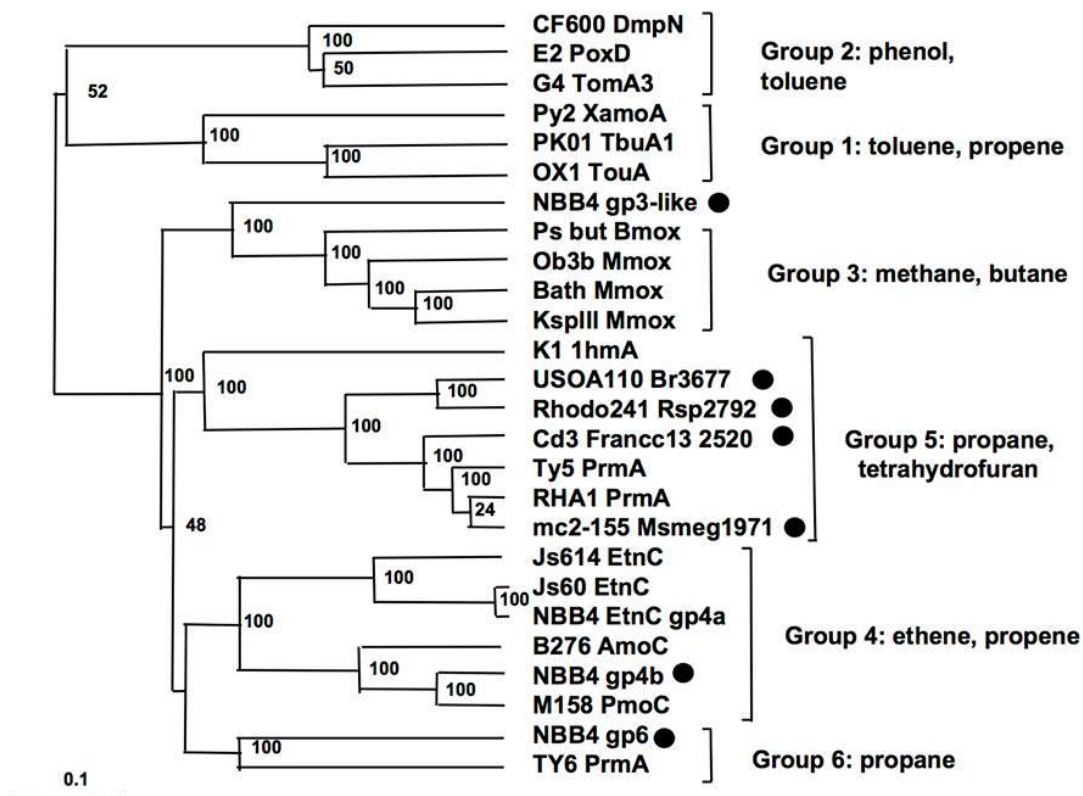 CF600 DmpN
100
E2 PoxD
50
G4 TomA3
Group 2: phenol,
toluene
52
Py2 XamoA
100
PK01 TbuA1
100
OX1 TouA
Group 1: toluene, propene
NBB4 gp3-like
100
Ps but Bmox
100
Ob3b Mmox
100
Bath Mmox
100
KspIII Mmox
Group 3: methane, butane
K1 1hmA
100
100
USOA110 Br3677
100
Rhodo241 Rsp2792
100
Cd3 Francc13 2520
100
Ty5 PrmA
100
RHA1 PrmA
24
mc2-155 Msmeg1971
Group 5: propane,
tetrahydrofuran
48
Js614 EtnC
100
Js60 EtnC
100
NBB4 EtnC gp4a
100
B276 AmoC
100
NBB4 gp4b
100
M158 PmoC
Group 4: ethene, propene
NBB4 gp6
100
TY6 PrmA
Group 6: propane
0.1